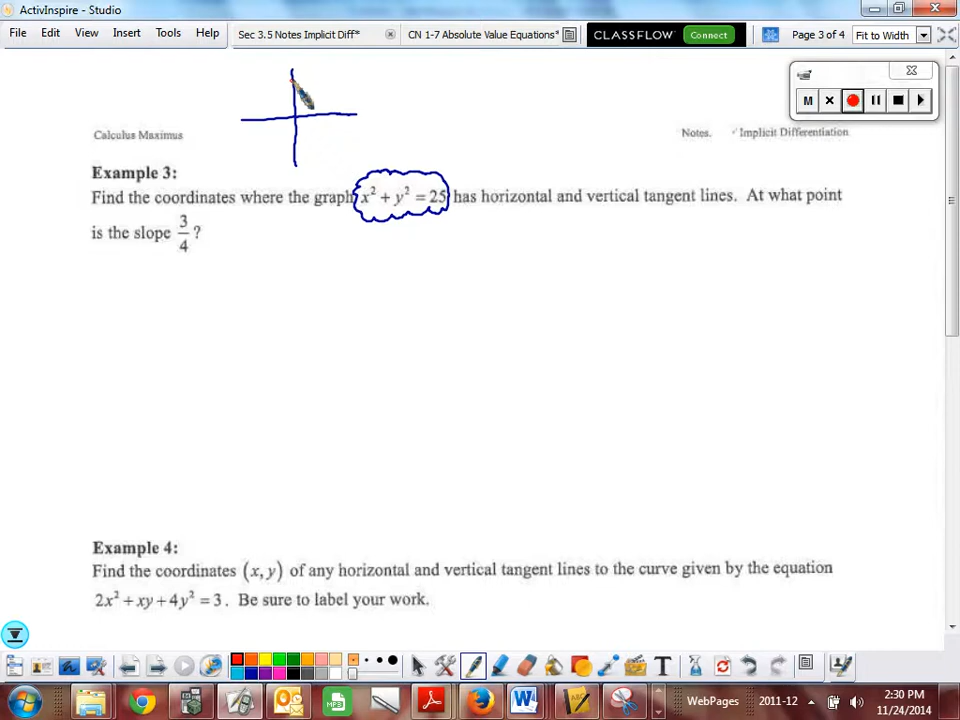 ActivInspire - Studio
File Edit View Insert Tools Help
Sec 3.5 Notes Implicit Diff* CN 1-7 Absolute Value Equations* CLASSFLOW Connect Page 3 of 4 Fit to Width
M
Calculus Maximus Notes. Implicit Differentiation
Example 3:
Find the coordinates where the graph x² + y² = 25 has horizontal and vertical tangent lines. At what point
is the slope 3/4 ?
Example 4:
Find the coordinates (x, y) of any horizontal and vertical tangent lines to the curve given by the equation
2x² + xy + 4y² = 3. Be sure to label your work.
WebPages 2011-12 2:30 PM
11/24/2014